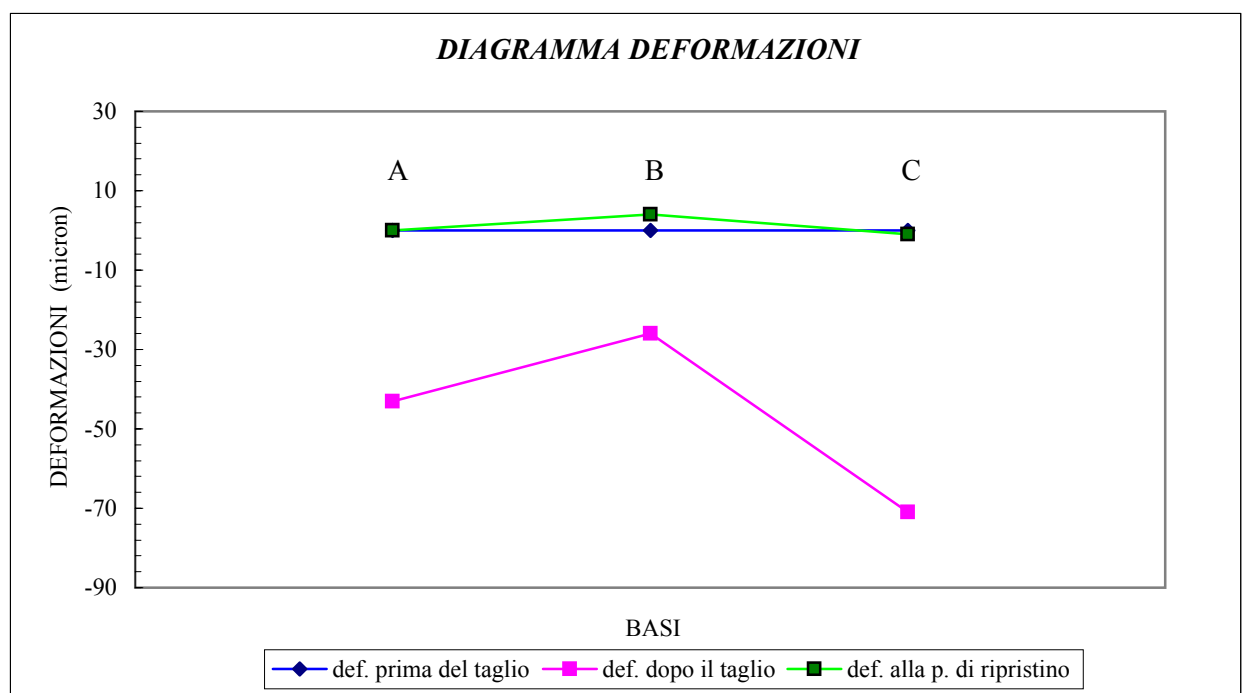 DIAGRAMMA DEFORMAZIONI
30
10
-10
-30
-50
-70
-90
DEFORMAZIONI (micron)
A B C
BASI
def. prima del taglio def. dopo il taglio def. alla p. di ripristino